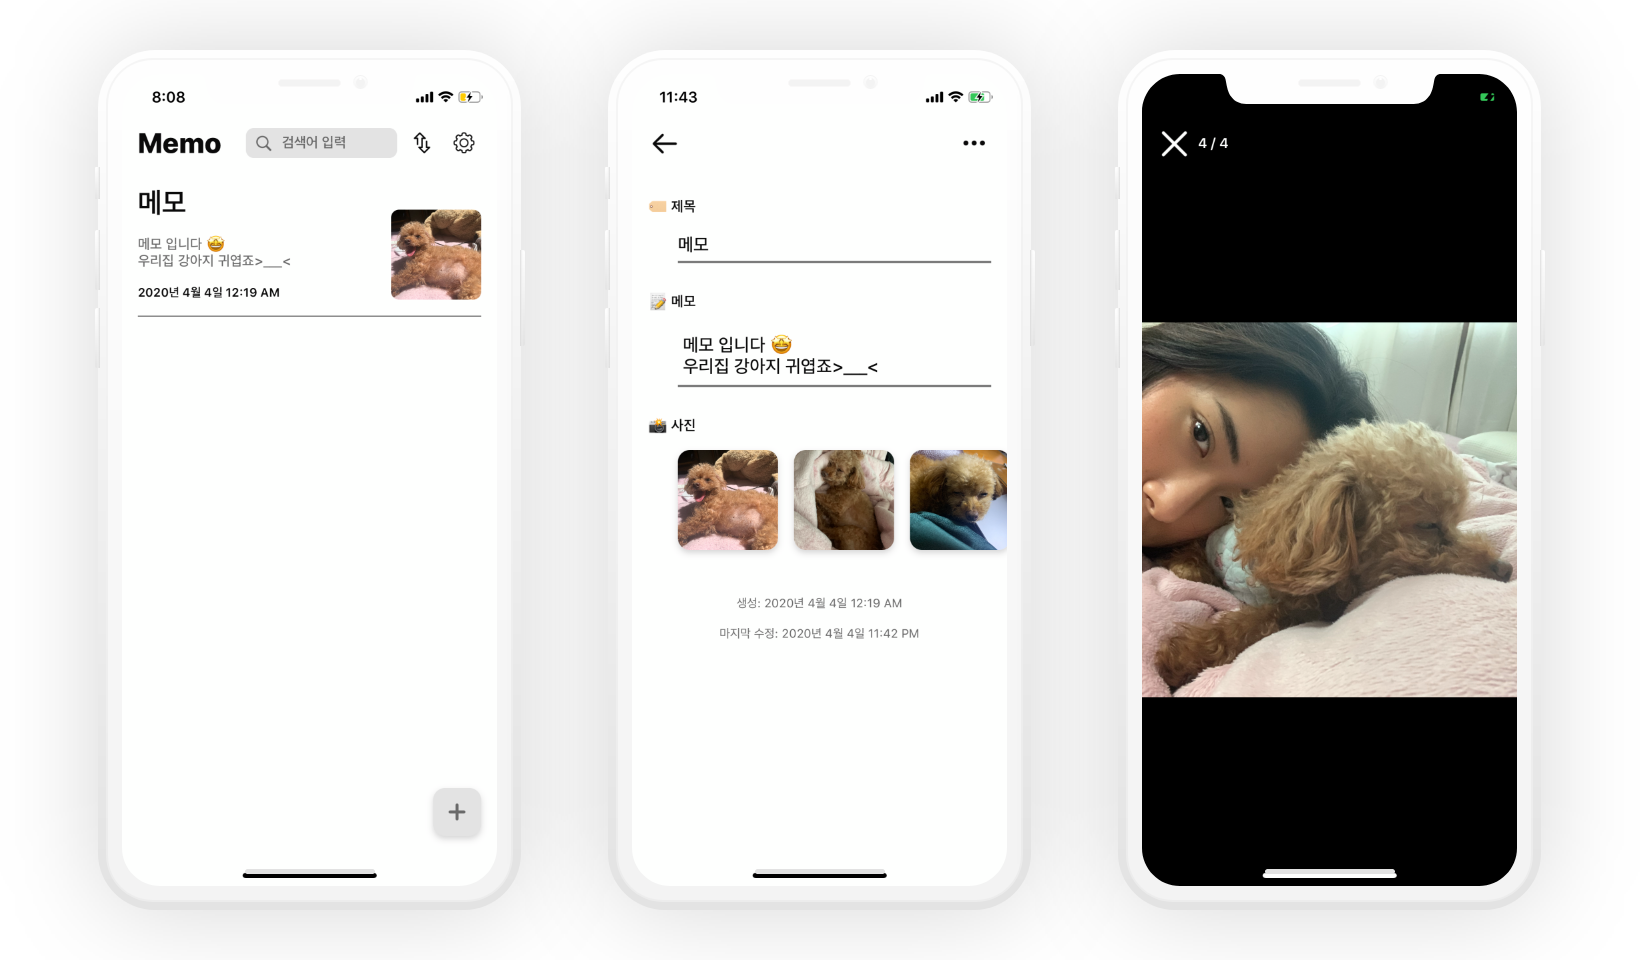 8:08
Memo
검색어 입력
메모
메모 입니다 🤩
우리집 강아지 귀엽죠>___<
2020년 4월 4일 12:19 AM
11:43
제목
메모
메모
메모 입니다 🤩
우리집 강아지 귀엽죠>___<
사진
생성: 2020년 4월 4일 12:19 AM
마지막 수정: 2020년 4월 4일 11:42 PM
4 / 4